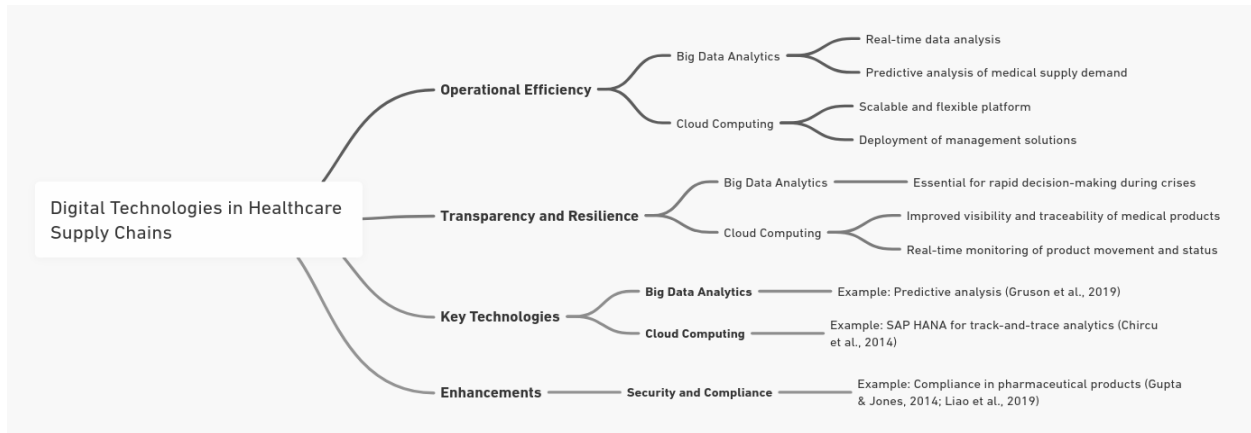 Digital Technologies in Healthcare
Supply Chains
Operational Efficiency
Big Data Analytics
Real-time data analysis
Predictive analysis of medical supply demand
Cloud Computing
Scalable and flexible platform
Deployment of management solutions
Transparency and Resilience
Big Data Analytics
Essential for rapid decision-making during crises
Cloud Computing
Improved visibility and traceability of medical products
Real-time monitoring of product movement and status
Key Technologies
Big Data Analytics
Example: Predictive analysis (Gruson et al., 2019)
Cloud Computing
Example: SAP HANA for track-and-trace analytics (Chircu
et al., 2014)
Enhancements
Security and Compliance
Example: Compliance in pharmaceutical products (Gupta
& Jones, 2014; Liao et al., 2019)